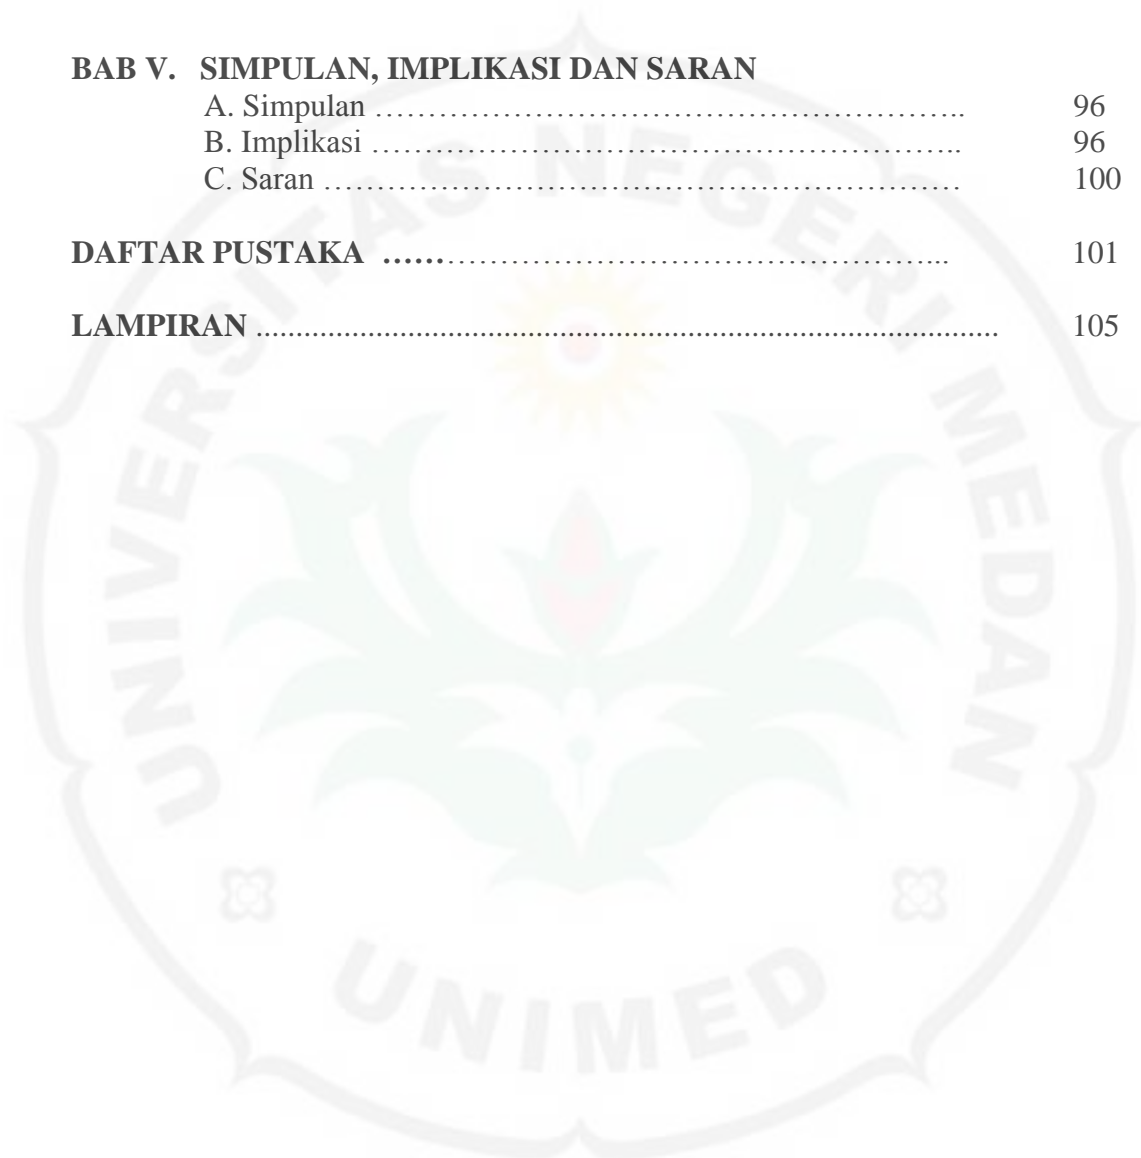 BAB V. SIMPULAN, IMPLIKASI DAN SARAN
A. Simpulan ……………………………………………….. 96
B. Implikasi ……………………………………………….. 96
C. Saran …………………………………………………… 100
DAFTAR PUSTAKA ……………………………………………... 101
LAMPIRAN ............................................................................................. 105
UNIVERSITAS NEGERI MEDAN
UNIMED